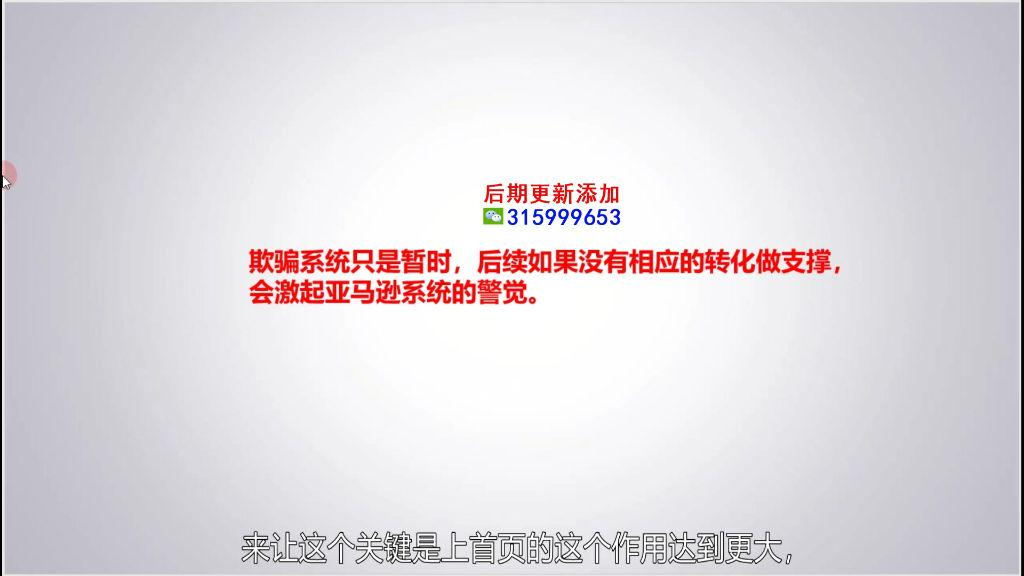 后期更新添加
315999653
欺骗系统只是暂时，后续如果没有相应的转化做支撑，
会激起亚马逊系统的警觉。
来让这个关键是上首页的这个作用达到更大，